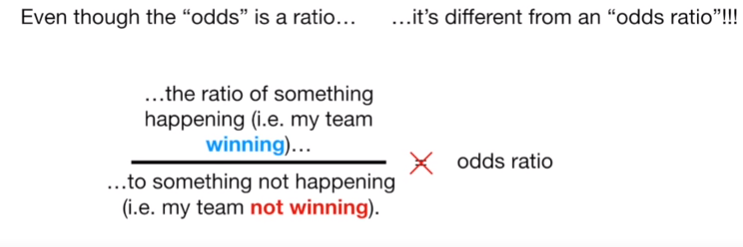 Even though the “odds” is a ratio… …it’s different from an “odds ratio”!!!
…the ratio of something
happening (i.e. my team
winning)…
= odds ratio
…to something not happening
(i.e. my team not winning).